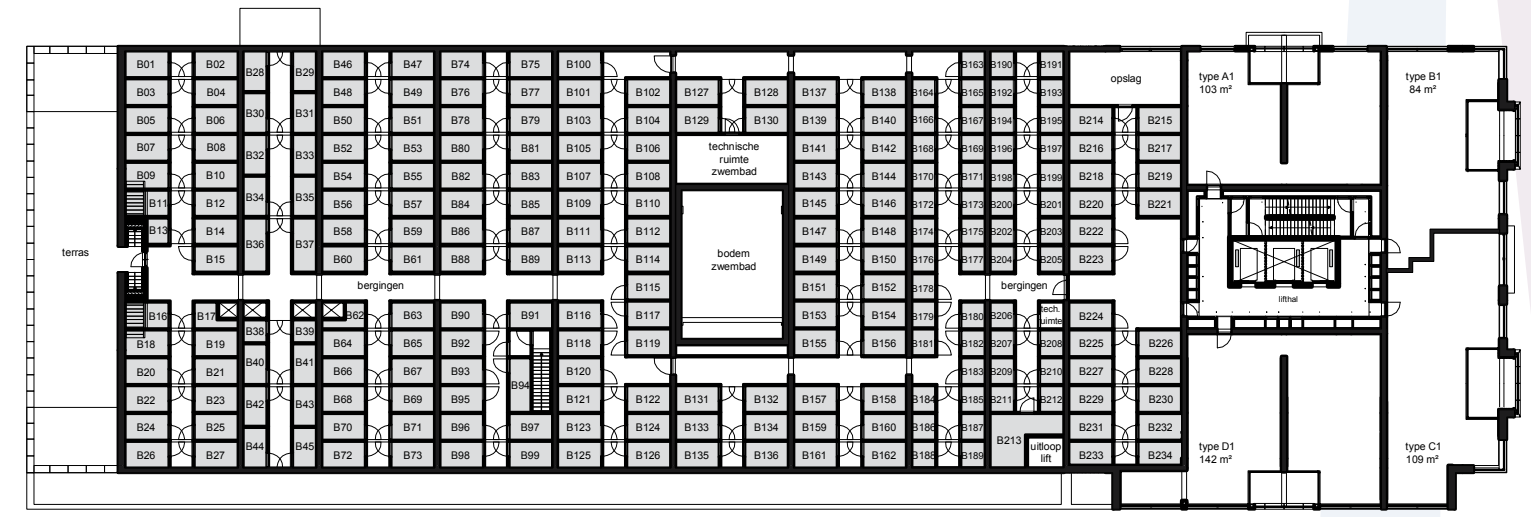 B01 B02 B28 B29 B46 B47 B74 B75 B100 B163 B190 B191
B03 B04 B48 B49 B76 B77 B101 B102 B127 B128 B137 B138 B164 B165 B192 B193 opslag type A1 type B1
103 m² 84 m²
B05 B06 B30 B31 B50 B51 B78 B79 B103 B104 B129 B130 B139 B140 B166 B167 B194 B195 B214 B215
B07 B08 B32 B33 B52 B53 B80 B81 B105 B106 technische B141 B142 B168 B169 B196 B197 B216 B217
ruimte
zwembad
B09 B10 B34 B35 B54 B55 B82 B83 B107 B108 B143 B144 B170 B171 B198 B199 B218 B219
B11 B12 B56 B57 B84 B85 B109 B110 B145 B146 B172 B173 B200 B201 B220 B221
B13 B14 B36 B37 B58 B59 B86 B87 B111 B112 B147 B148 B174 B175 B202 B203 B222
terras B15 B60 B61 B88 B89 B113 B114 bodem B149 B150 B176 B177 B204 B205 B223
zwembad
bergingen B115 B151 B152 B178 bergingen
lifthal
B16 B17 B62 B63 B90 B91 B116 B117 B153 B154 B179 B180 B206 tech. B224
ruimte
B18 B19 B38 B39 B64 B65 B92 B118 B119 B155 B156 B181 B182 B207 B208 B225 B226
B20 B21 B40 B41 B66 B67 B93 B94 B120 B183 B209 B210 B227 B228
B22 B23 B42 B43 B68 B69 B95 B121 B122 B131 B132 B157 B158 B184 B185 B211 B212 B229 B230
B24 B25 B44 B45 B70 B71 B96 B97 B123 B124 B133 B134 B159 B160 B186 B187 B213 B231 B232
uitloop
lift
type D1 type C1
142 m² 109 m²
B26 B27 B72 B73 B98 B99 B125 B126 B135 B136 B161 B162 B188 B189 B233 B234